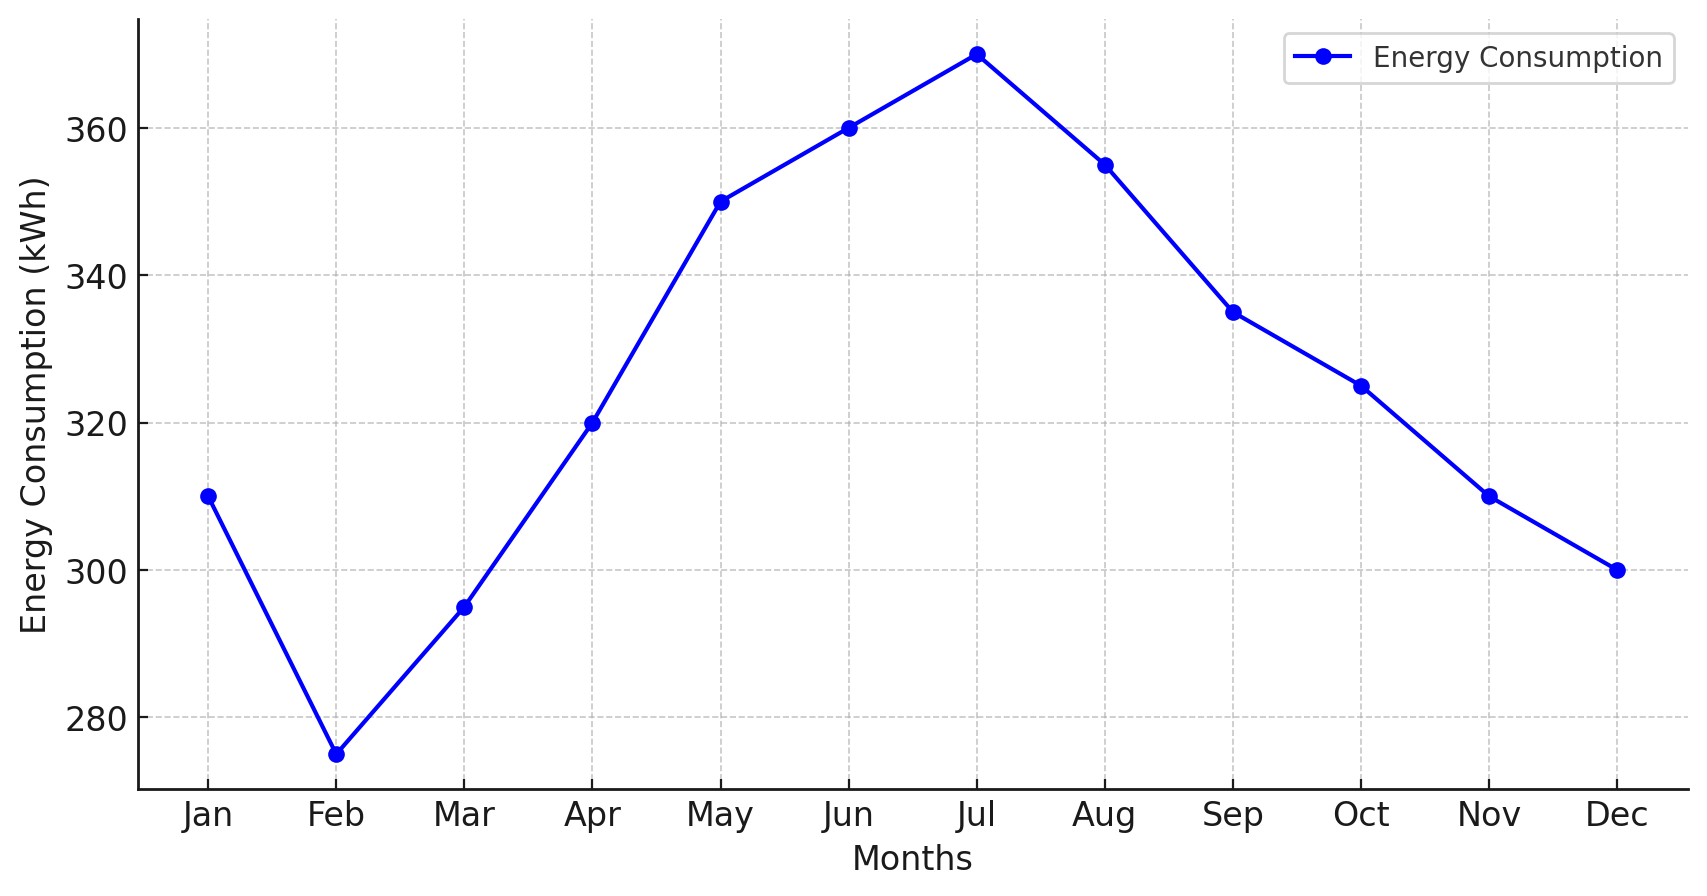 Energy Consumption
Energy Consumption (kWh)
360
340
320
300
280
Jan Feb Mar Apr May Jun Jul Aug Sep Oct Nov Dec
Months